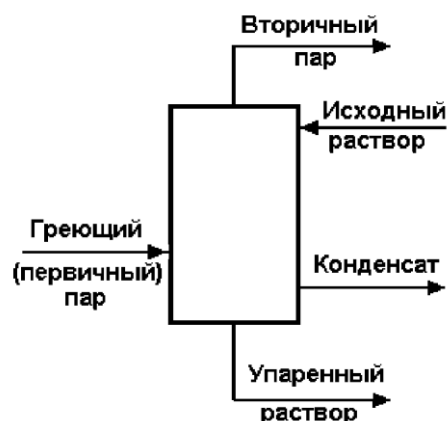 Вторичный
пар
Исходный
раствор
Греющий
(первичный)
пар
Конденсат
Упаренный
раствор